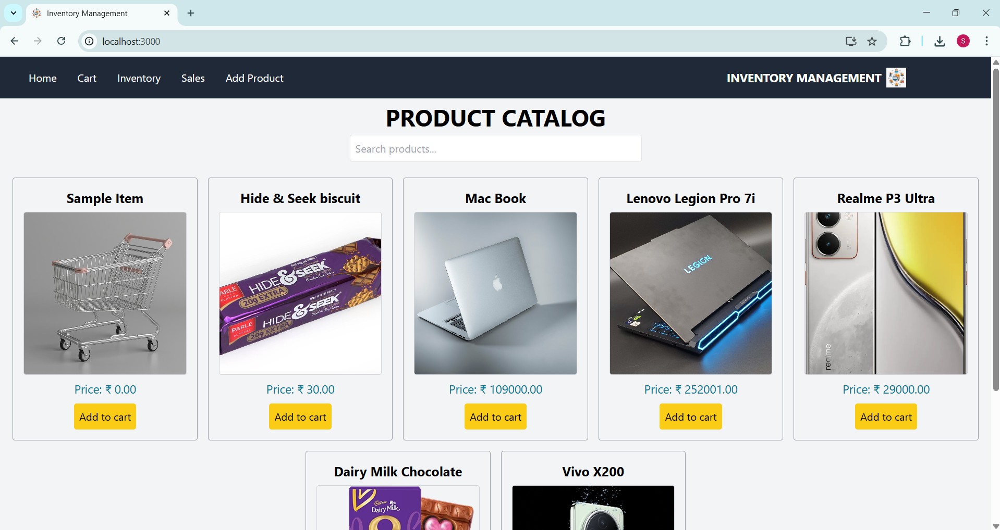 Inventory Management
localhost:3000
S
Home Cart Inventory Sales Add Product INVENTORY MANAGEMENT
PRODUCT CATALOG
Search products...
Sample Item
Price: ₹ 0.00
Add to cart
Hide & Seek biscuit
PARLE
PLATINA
HIDE & SEEK
20g EXTRA
PARLE
PLATINA
HIDE & SEEK
20g EXTRA
Price: ₹ 30.00
Add to cart
Mac Book
Price: ₹ 109000.00
Add to cart
Lenovo Legion Pro 7i
LEGION
Price: ₹ 252001.00
Add to cart
Realme P3 Ultra
realme
Price: ₹ 29000.00
Add to cart
Dairy Milk Chocolate
Cadbury
Dairy Milk
Vivo X200